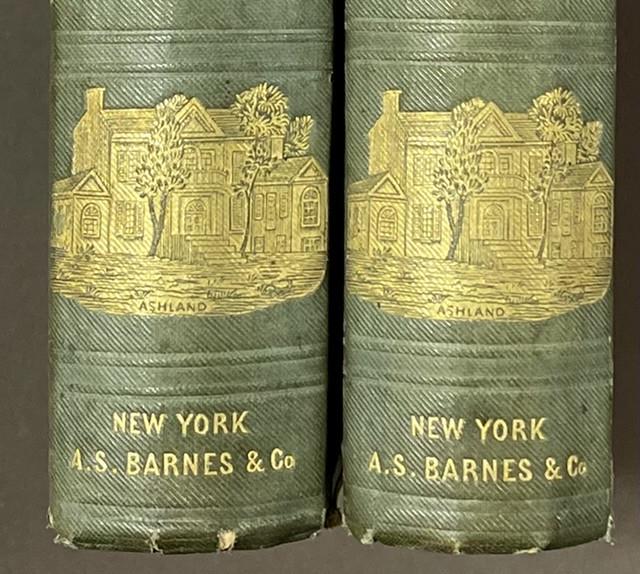 ASHLAND
NEW YORK
A.S. BARNES & Co
ASHLAND
NEW YORK
A.S. BARNES & Co